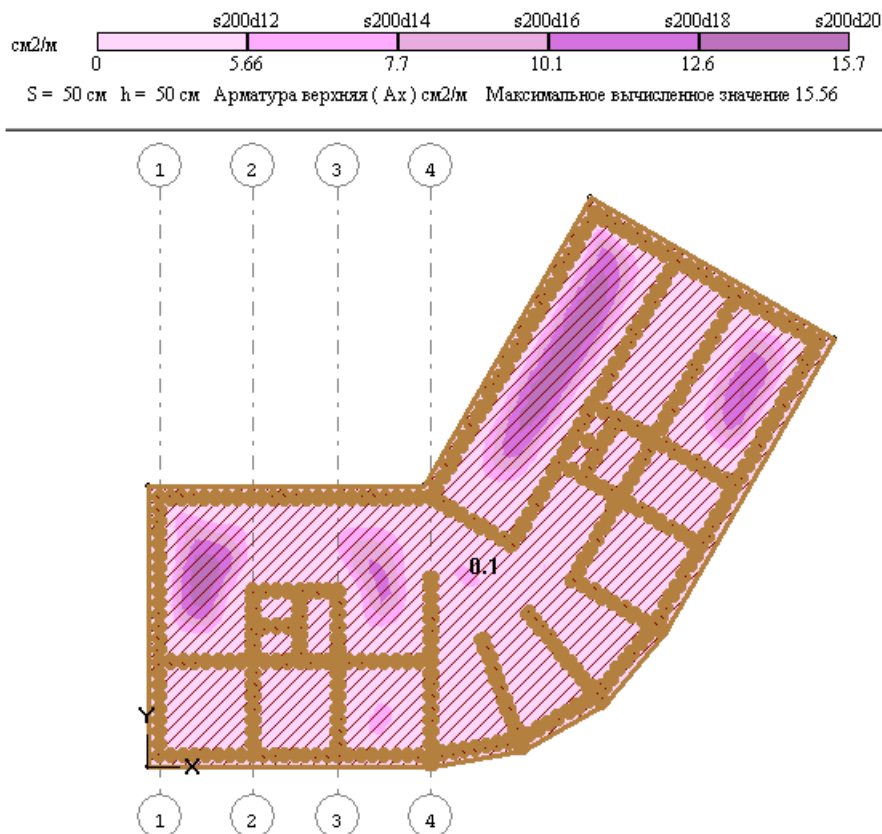 s200d12 s200d14 s200d16 s200d18 s200d20
см2/м
0 5.66 7.7 10.1 12.6 15.7
S = 50 см h = 50 см Арматура верхняя ( Ax ) см2/м Максимальное вычисленное значение 15.56
1 2 3 4
0.1
Y
X
1 2 3 4